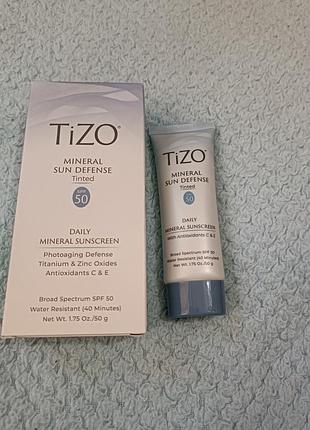 TiZO®
MINERAL
SUN DEFENSE
Tinted
SPF
50
DAILY
MINERAL SUNSCREEN
Photoaging Defense
Titanium & Zinc Oxides
Antioxidants C & E
Broad Spectrum SPF 50
Water Resistant (40 Minutes)
Net Wt. 1.75 Oz./50 g
TiZO®
MINERAL
SUN DEFENSE
Tinted
50
DAILY
MINERAL SUNSCREEN
With Antioxidants C & E
Broad Spectrum SPF 50
Water Resistant (40 Minutes)
Net Wt. 1.75 Oz./50 g